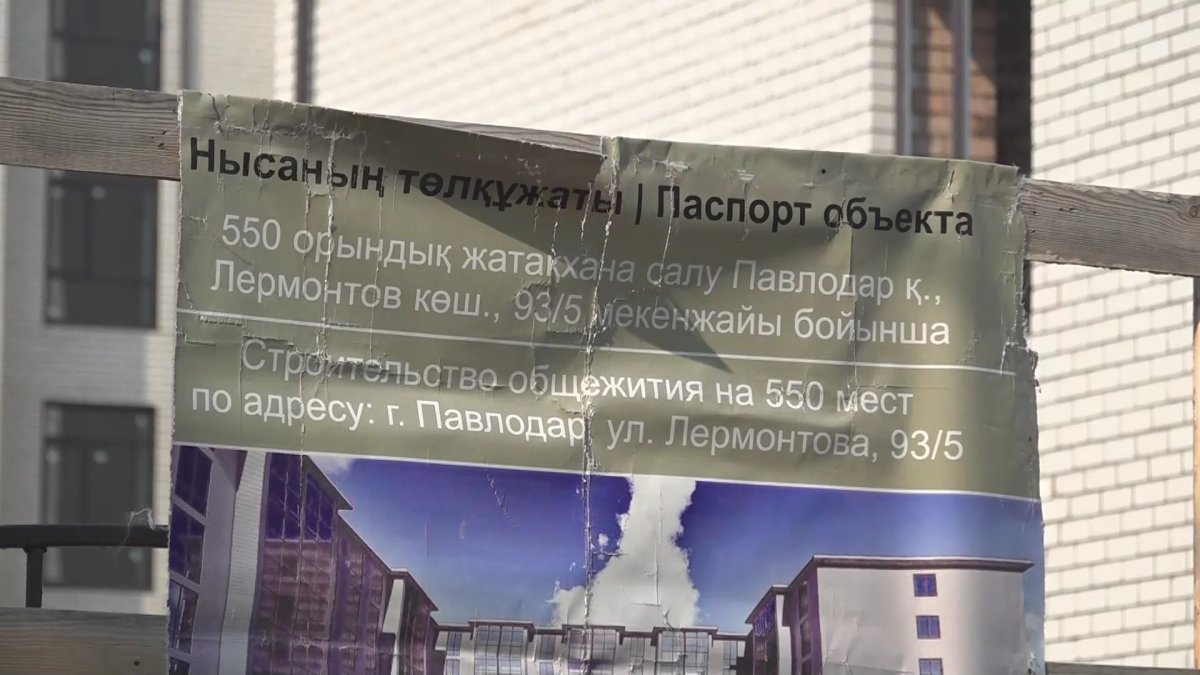 Нысанның төлқұжаты | Паспорт объекта
550 орындық жатақхана салу Павлодар қ.,
Лермонтов көш., 93/5 мекенжайы бойынша
Строительство общежития на 550 мест
по адресу: г. Павлодар, ул. Лермонтова, 93/5